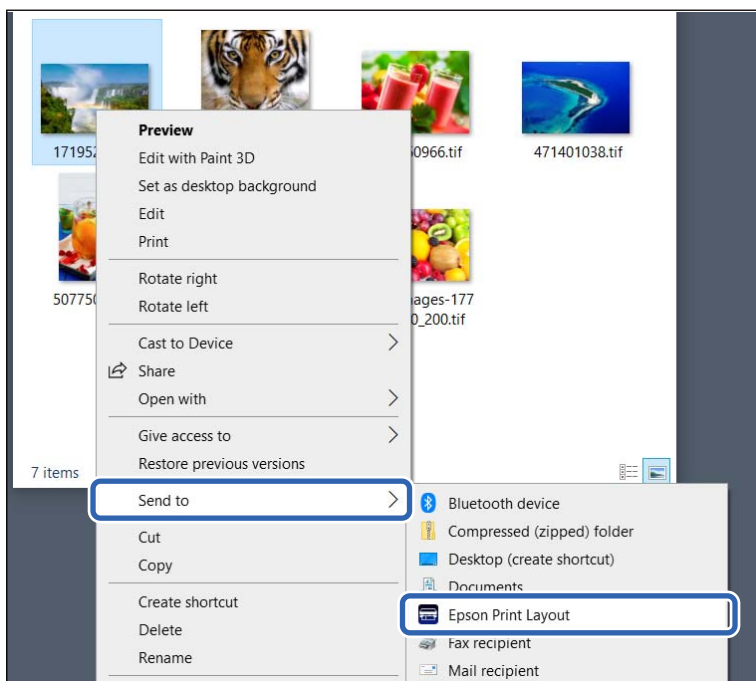 17195
0966.tif
471401038.tif
50775
ages-177
0_200.tif
7 items
Preview
Edit with Paint 3D
Set as desktop background
Edit
Print
Rotate right
Rotate left
Cast to Device
Share
Open with
Give access to
Restore previous versions
Send to
Cut
Copy
Create shortcut
Delete
Rename
Bluetooth device
Compressed (zipped) folder
Desktop (create shortcut)
Documents
Epson Print Layout
Fax recipient
Mail recipient